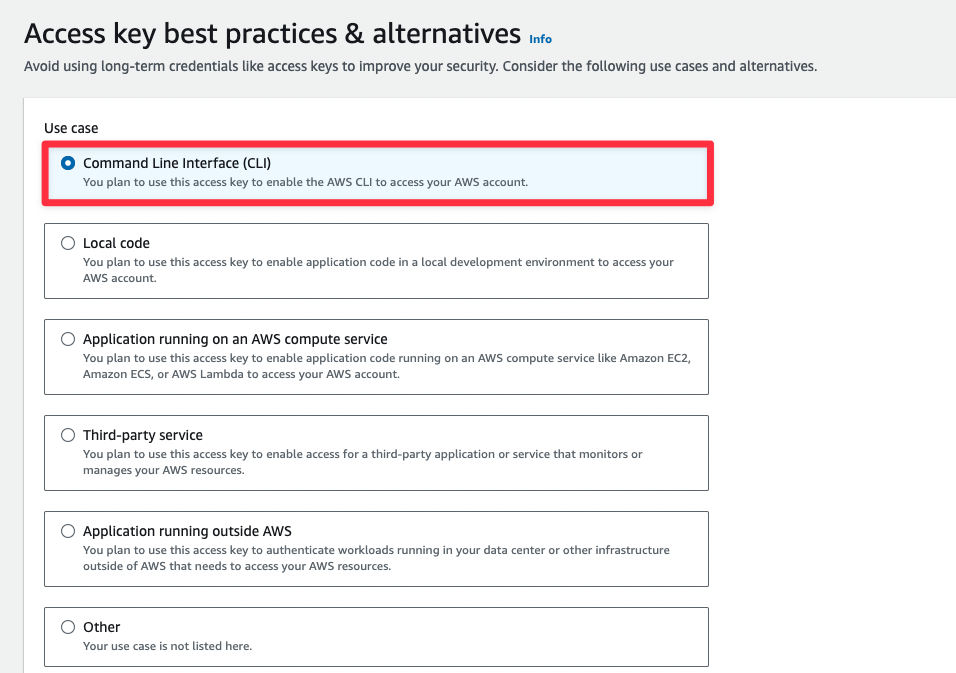 Access key best practices & alternatives Info
Avoid using long-term credentials like access keys to improve your security. Consider the following use cases and alternatives.
Use case
Command Line Interface (CLI)
You plan to use this access key to enable the AWS CLI to access your AWS account.
Local code
You plan to use this access key to enable application code in a local development environment to access your
AWS account.
Application running on an AWS compute service
You plan to use this access key to enable application code running on an AWS compute service like Amazon EC2,
Amazon ECS, or AWS Lambda to access your AWS account.
Third-party service
You plan to use this access key to enable access for a third-party application or service that monitors or
manages your AWS resources.
Application running outside AWS
You plan to use this access key to authenticate workloads running in your data center or other infrastructure
outside of AWS that needs to access your AWS resources.
Other
Your use case is not listed here.